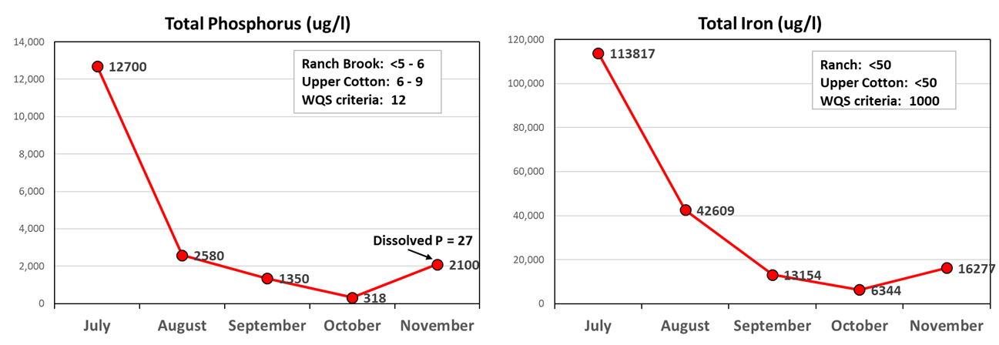 Total Phosphorus (ug/l)
14,000
12,000
10,000
8,000
6,000
4,000
2,000
0
12700
2580
1350
318
2100
Ranch Brook: <5 - 6
Upper Cotton: 6 - 9
WQS criteria: 12
Dissolved P = 27
July August September October November
Total Iron (ug/l)
120,000
100,000
80,000
60,000
40,000
20,000
0
113817
42609
13154
6344
16277
Ranch: <50
Upper Cotton: <50
WQS criteria: 1000
July August September October November